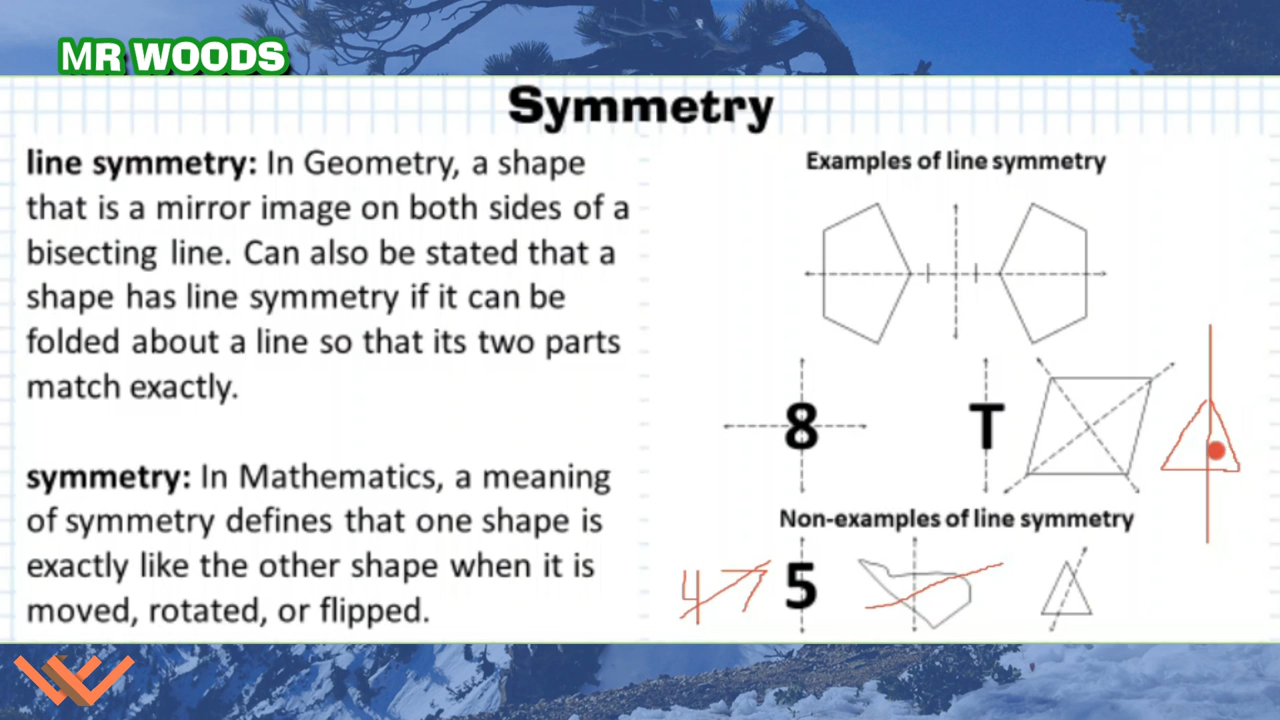 MR WOODS
Symmetry
line symmetry: In Geometry, a shape
that is a mirror image on both sides of a
bisecting line. Can also be stated that a
shape has line symmetry if it can be
folded about a line so that its two parts
match exactly.
symmetry: In Mathematics, a meaning
of symmetry defines that one shape is
exactly like the other shape when it is
moved, rotated, or flipped.
Examples of line symmetry
8 T
Non-examples of line symmetry
4 7 5